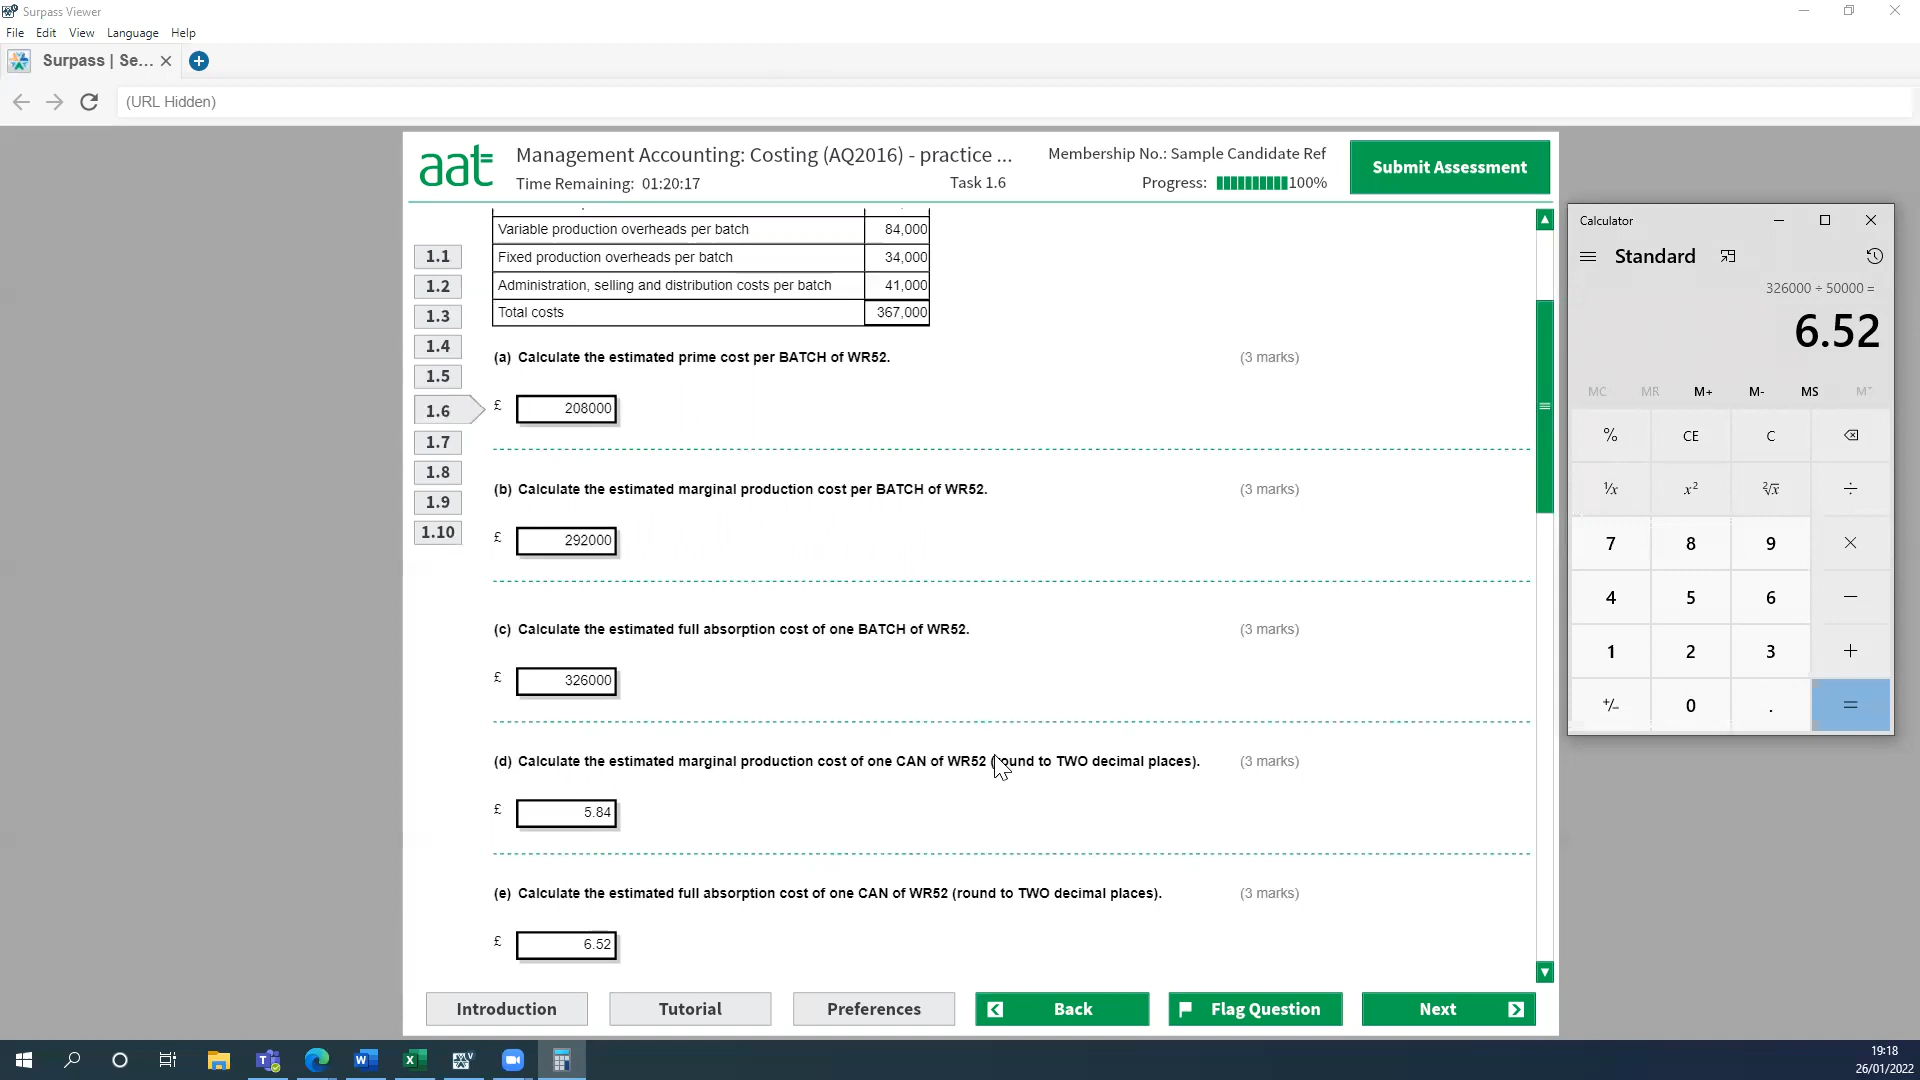 Surpass Viewer
File Edit View Language Help
Surpass | Se...
(URL Hidden)
aat
Management Accounting: Costing (AQ2016) - practice ...
Membership No.: Sample Candidate Ref
Submit Assessment
Time Remaining: 01:20:17
Task 1.6
Progress: 100%
1.1
1.2
1.3
1.4
1.5
1.6
1.7
1.8
1.9
1.10
Variable production overheads per batch 84,000
Fixed production overheads per batch 34,000
Administration, selling and distribution costs per batch 41,000
Total costs 367,000
(a) Calculate the estimated prime cost per BATCH of WR52. (3 marks)
£ 208000
(b) Calculate the estimated marginal production cost per BATCH of WR52. (3 marks)
£ 292000
(c) Calculate the estimated full absorption cost of one BATCH of WR52. (3 marks)
£ 326000
(d) Calculate the estimated marginal production cost of one CAN of WR52 (round to TWO decimal places). (3 marks)
£ 5.84
(e) Calculate the estimated full absorption cost of one CAN of WR52 (round to TWO decimal places). (3 marks)
£ 6.52
Introduction Tutorial Preferences Back Flag Question Next
Calculator
Standard
326000 ÷ 50000 =
6.52
MC MR M+ M- MS M˅
% CE C
¹⁄x x² ²√x ÷
7 8 9 ×
4 5 6 −
1 2 3 +
+/− 0 . =
19:18
26/01/2022